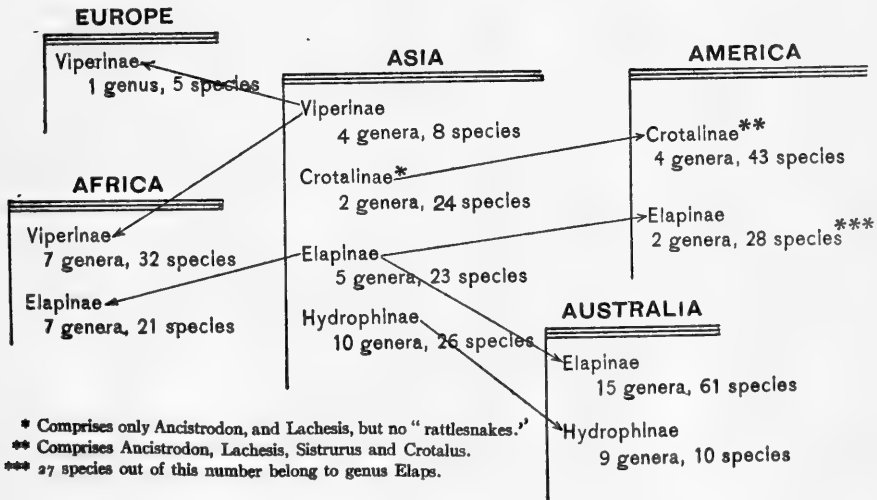 EUROPE
Viperinae
1 genus, 5 species
AFRICA
Viperinae
7 genera, 32 species
Elapinae
7 genera, 21 species
ASIA
Viperinae
4 genera, 8 species
Crotalinae*
2 genera, 24 species
Elapinae
5 genera, 23 species
Hydrophinae
10 genera, 26 species
AMERICA
Crotalinae**
4 genera, 43 species
Elapinae
2 genera, 28 species***
AUSTRALIA
Elapinae
15 genera, 61 species
Hydrophinae
9 genera, 10 species
* Comprises only Ancistrodon, and Lachesis, but no "rattlesnakes."
** Comprises Ancistrodon, Lachesis, Sistrurus and Crotalus.
*** 27 species out of this number belong to genus Elaps.